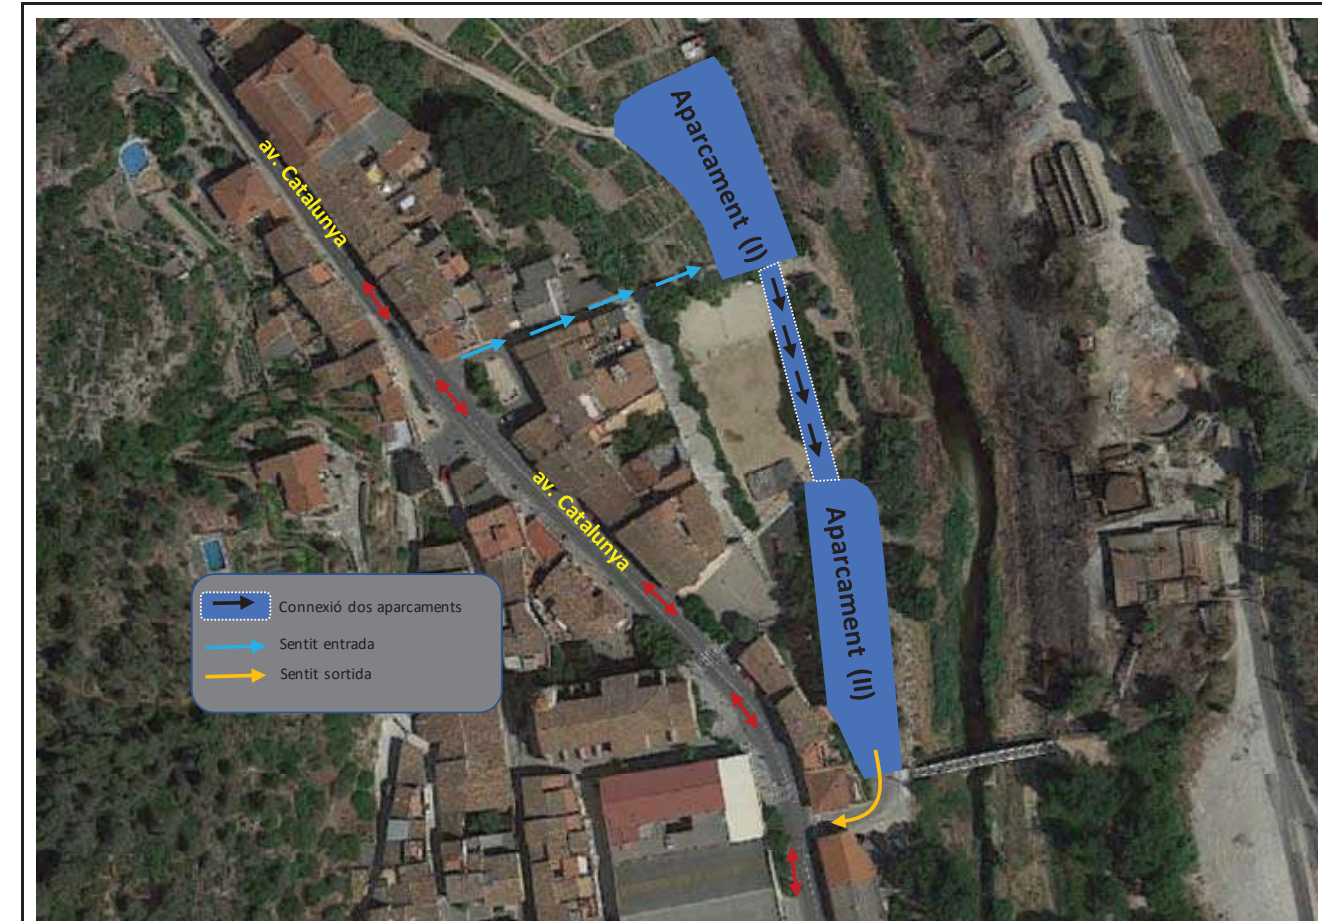 Aparcament (I)
av. Catalunya
av. Catalunya
Aparcament (II)
Connexió dos aparcaments
Sentit entrada
Sentit sortida